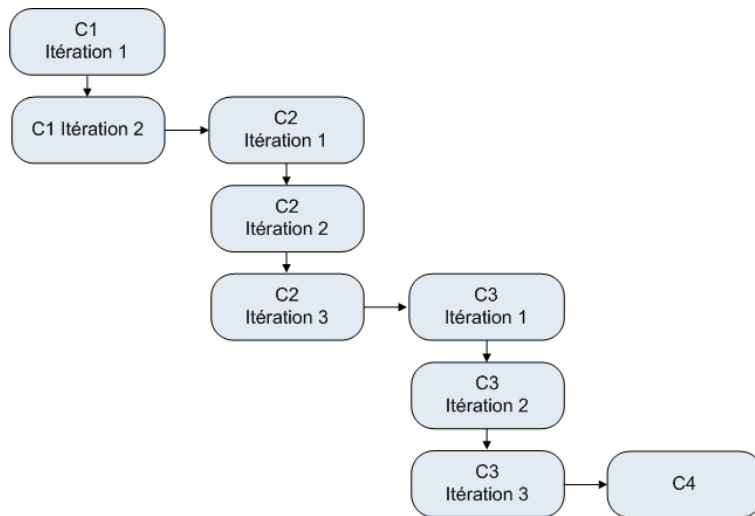 C1
Itération 1
C1 Itération 2
C2
Itération 1
C2
Itération 2
C2
Itération 3
C3
Itération 1
C3
Itération 2
C3
Itération 3
C4